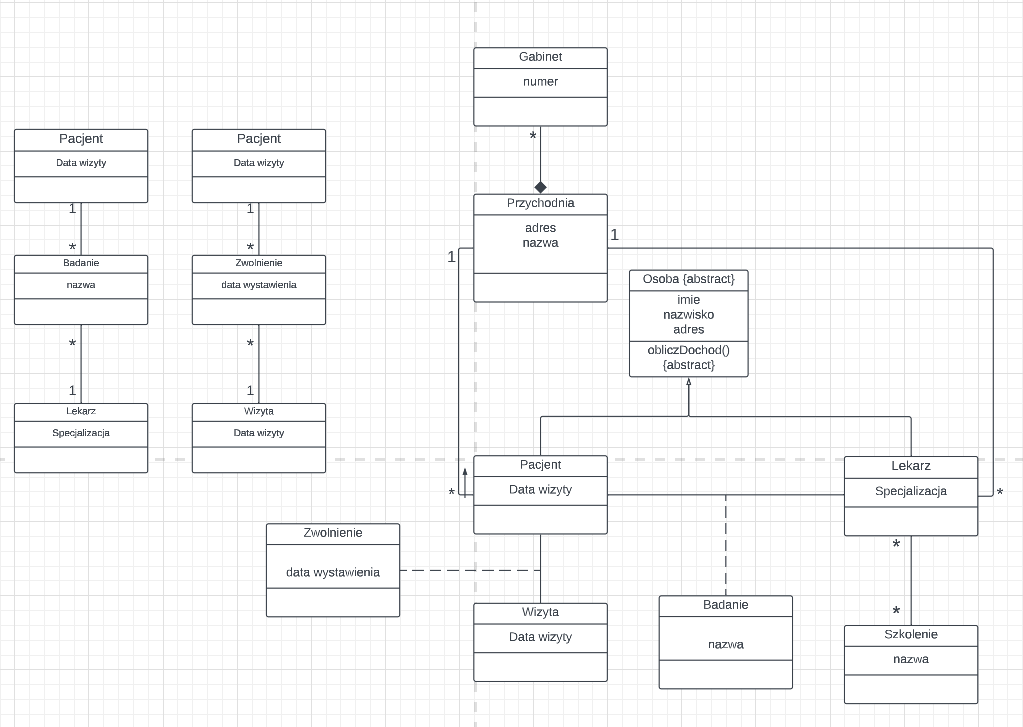 Gabinet
numer
*
Pacjent
Data wizyty
1
*
Badanie
nazwa
*
1
Lekarz
Specjalizacja
Pacjent
Data wizyty
1
*
Zwolnienie
data wystawienia
*
1
Wizyta
Data wizyty
Przychodnia
adres
nazwa
1
1
Osoba {abstract}
imie
nazwisko
adres
obliczDochod()
{abstract}
*
Pacjent
Data wizyty
Lekarz
Specjalizacja
*
*
*
Zwolnienie
data wystawienia
Wizyta
Data wizyty
Badanie
nazwa
Szkolenie
nazwa